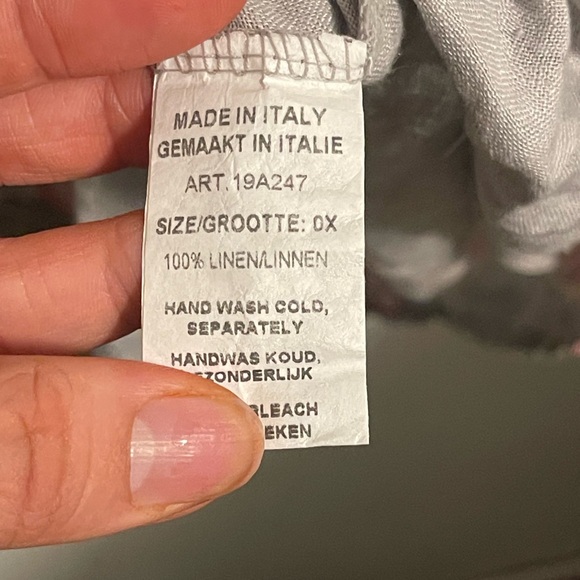 MADE IN ITALY
GEMAAKT IN ITALIE
ART.19A247
SIZE/GROOTTE: 0X
100% LINEN/LINNEN
HAND WASH COLD,
SEPARATELY
HANDWAS KOUD,
BLEACH